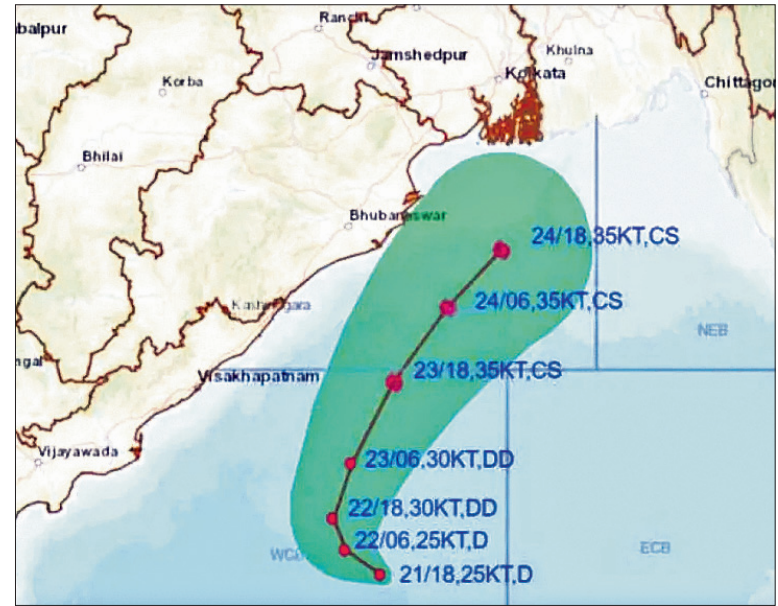 balpur
Ranchi
Khulna
Jamshedpur
Korba
Kolkata
Chittagon
Bhilai
Bhubaneswar
24/18,35KT,CS
24/06,35KT,CS
NEB
ngal
Visakhapatnam
23/18,35KT,CS
Vijayawada
23/06,30KT,DD
22/18,30KT,DD
22/06,25KT,D
WCB
ECB
21/18,25KT,D